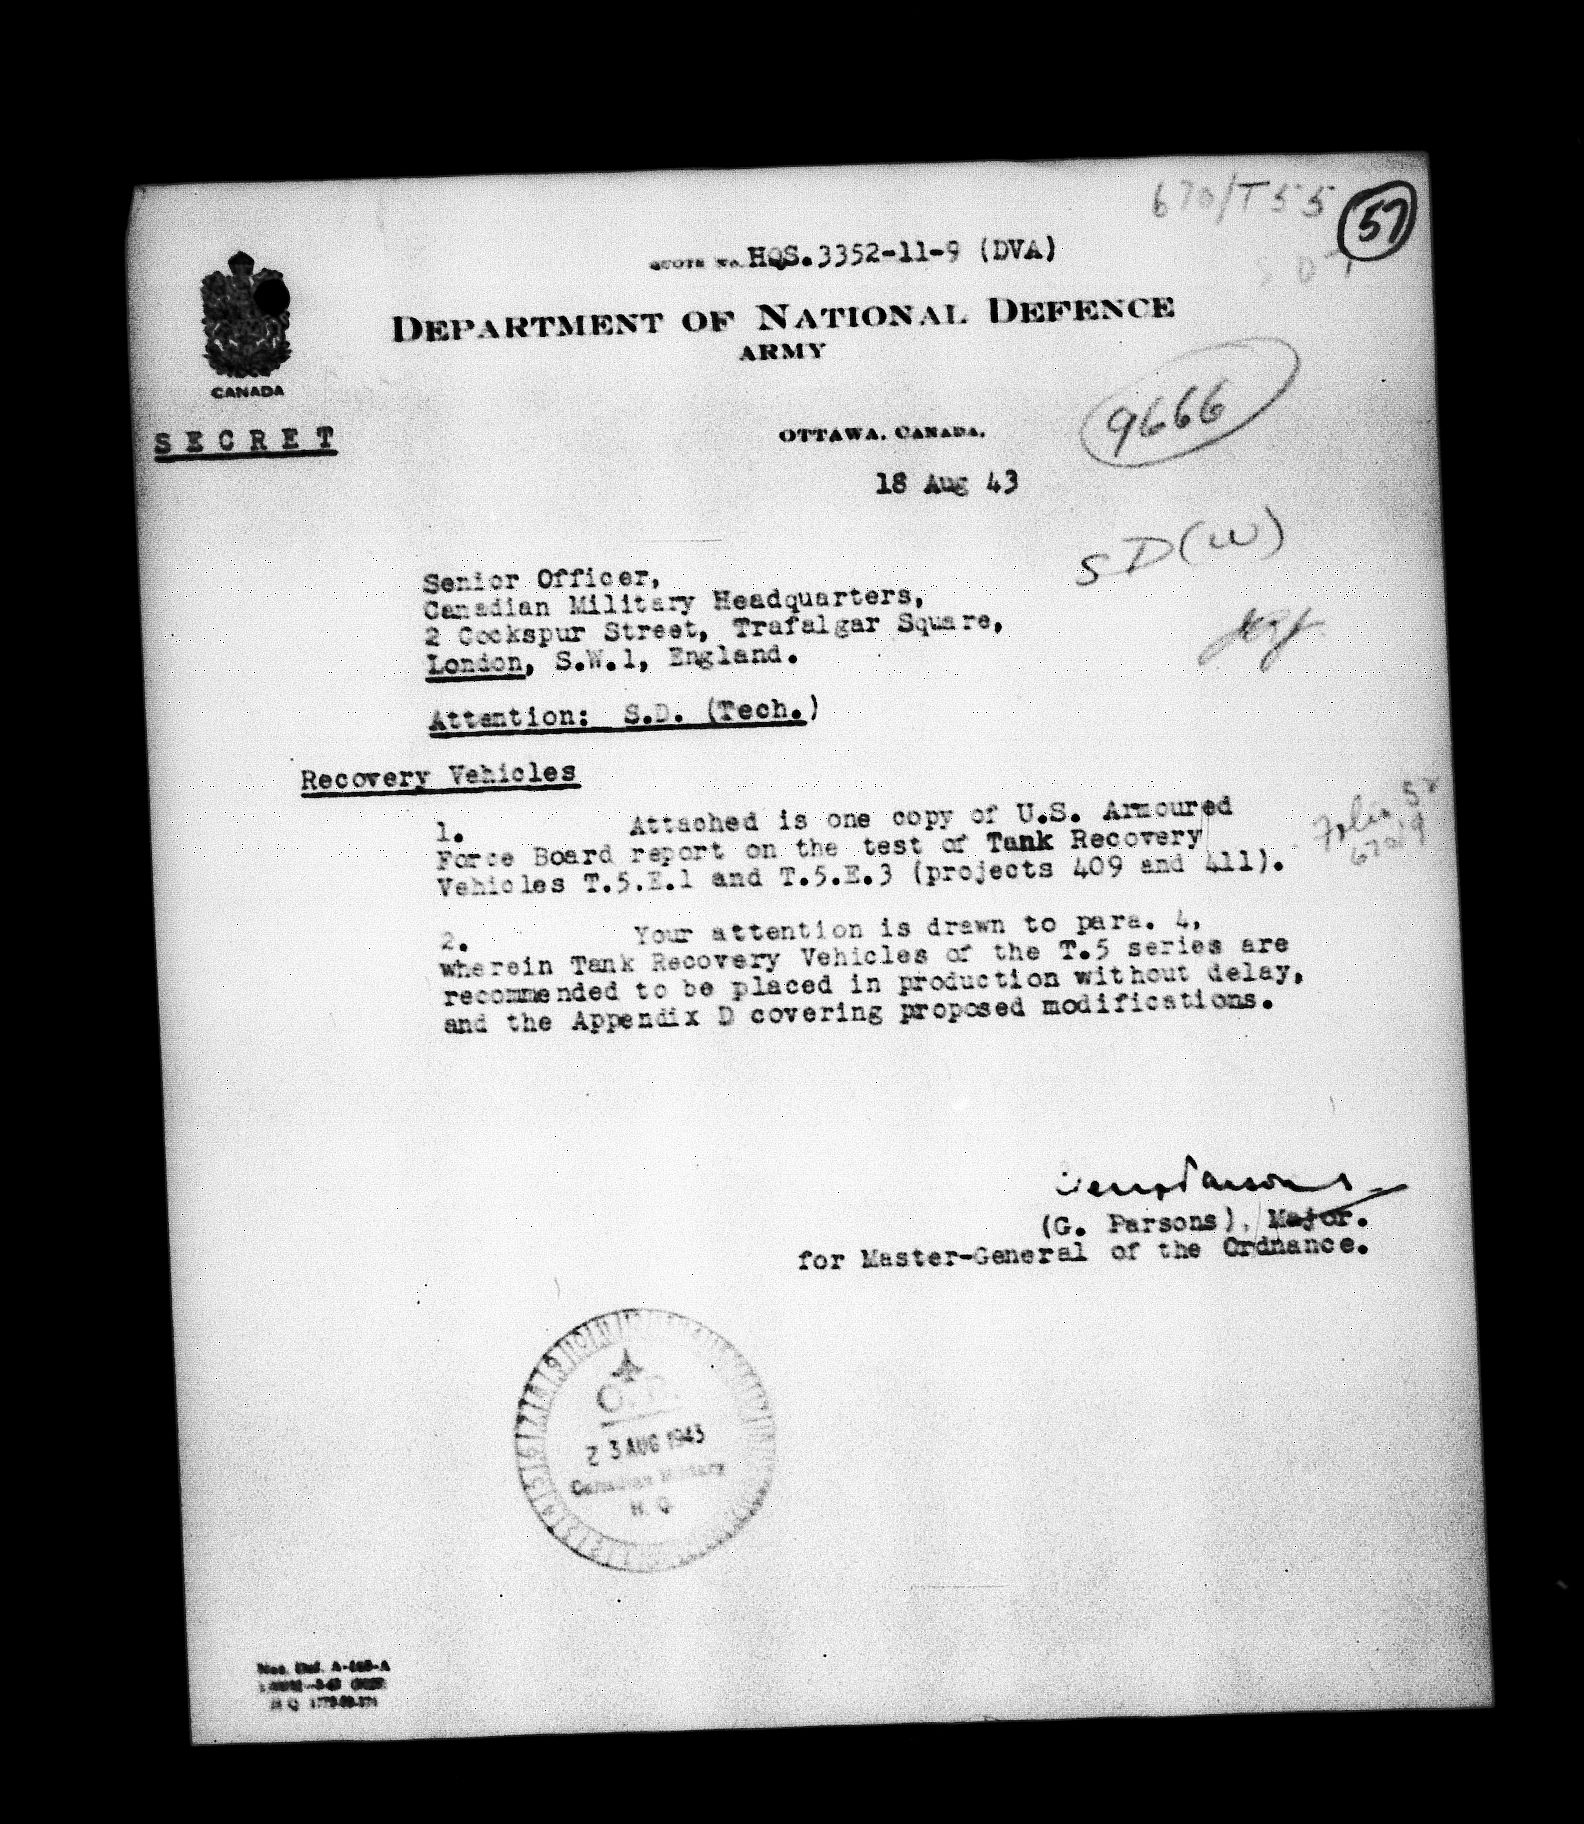 670/T55
57
QUOTE No. HQS.3352-11-9 (DVA)
S D T
DEPARTMENT OF NATIONAL DEFENCE
ARMY
CANADA
SECRET
OTTAWA, CANADA,
9666
18 Aug 43
SD(W)
Senior Officer,
Canadian Military Headquarters,
2 Cockspur Street, Trafalgar Square,
London, S.W.1, England.
Attention: S.D. (Tech.)
Recovery Vehicles
1. Attached is one copy of U.S. Armoured
Force Board report on the test of Tank Recovery
Vehicles T.5.E.1 and T.5.E.3 (projects 409 and 411).
2. Your attention is drawn to para. 4,
wherein Tank Recovery Vehicles of the T.5 series are
recommended to be placed in production without delay,
and the Appendix D covering proposed modifications.
(G. Parsons), Major.
for Master-General of the Ordnance.
23 AUG 1943
Canadian Military
H. Q.